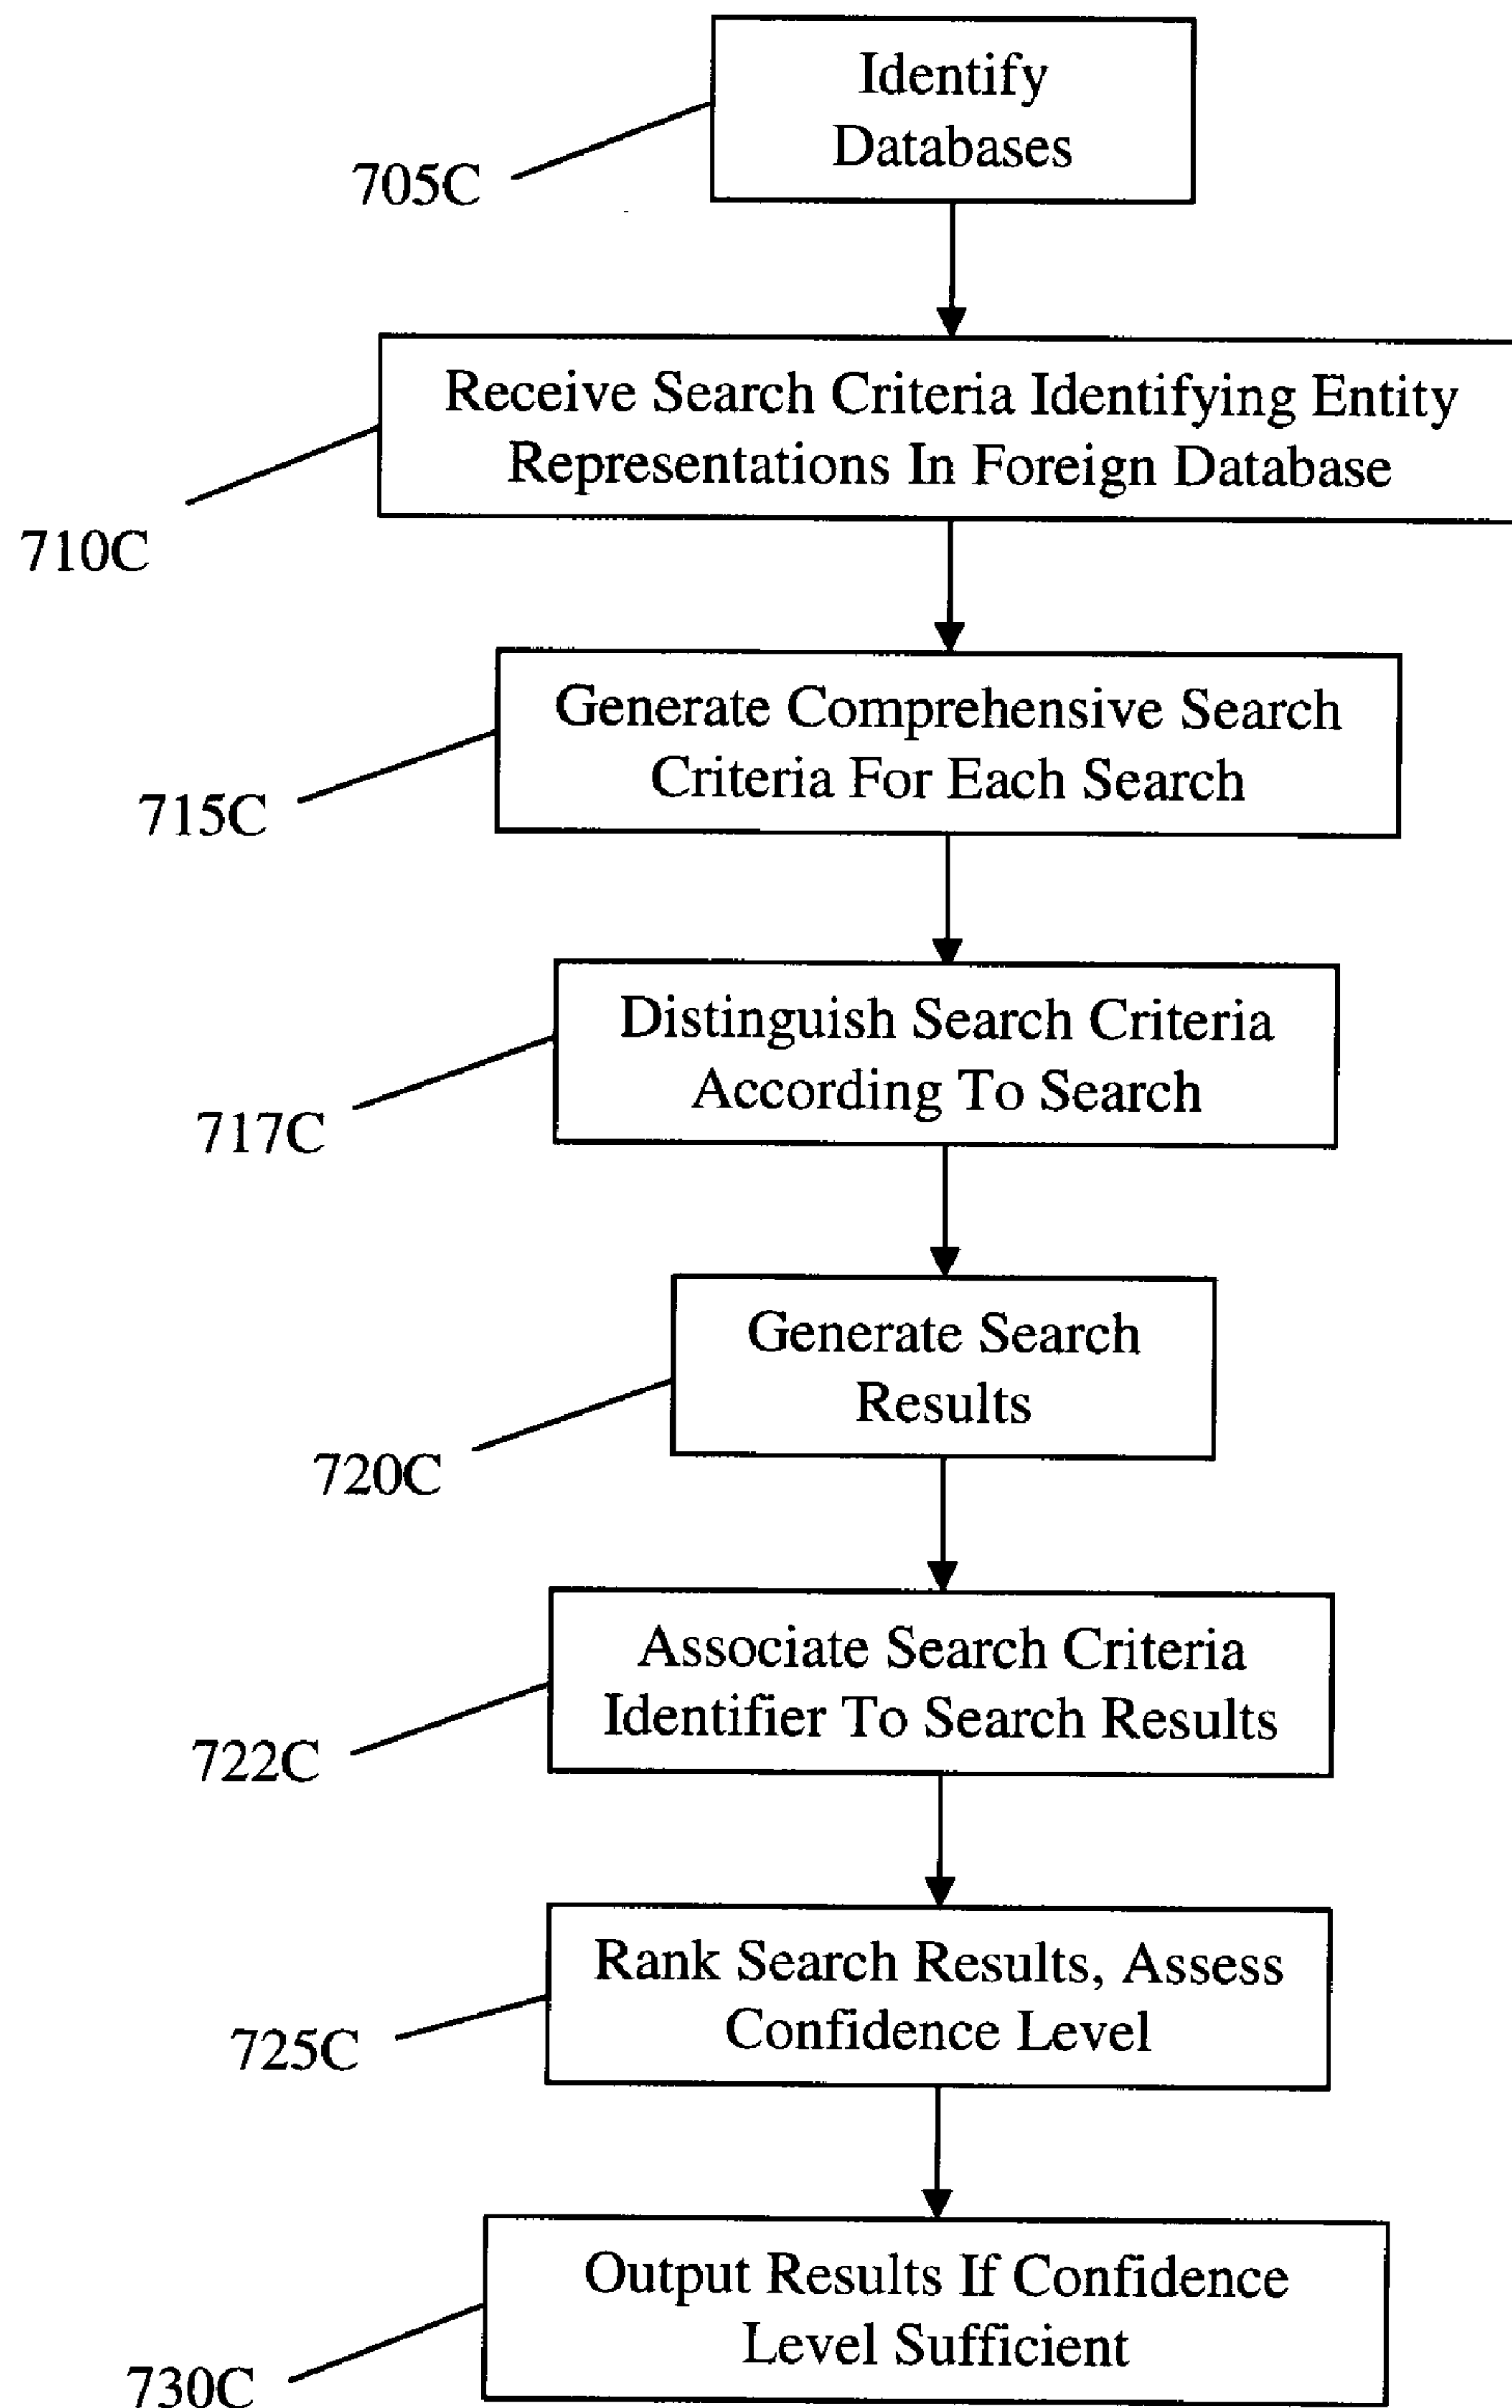 Identify
Databases
705C
Receive Search Criteria Identifying Entity
Representations In Foreign Database
710C
Generate Comprehensive Search
Criteria For Each Search
715C
Distinguish Search Criteria
According To Search
717C
Generate Search
Results
720C
Associate Search Criteria
Identifier To Search Results
722C
Rank Search Results, Assess
Confidence Level
725C
Output Results If Confidence
Level Sufficient
730C